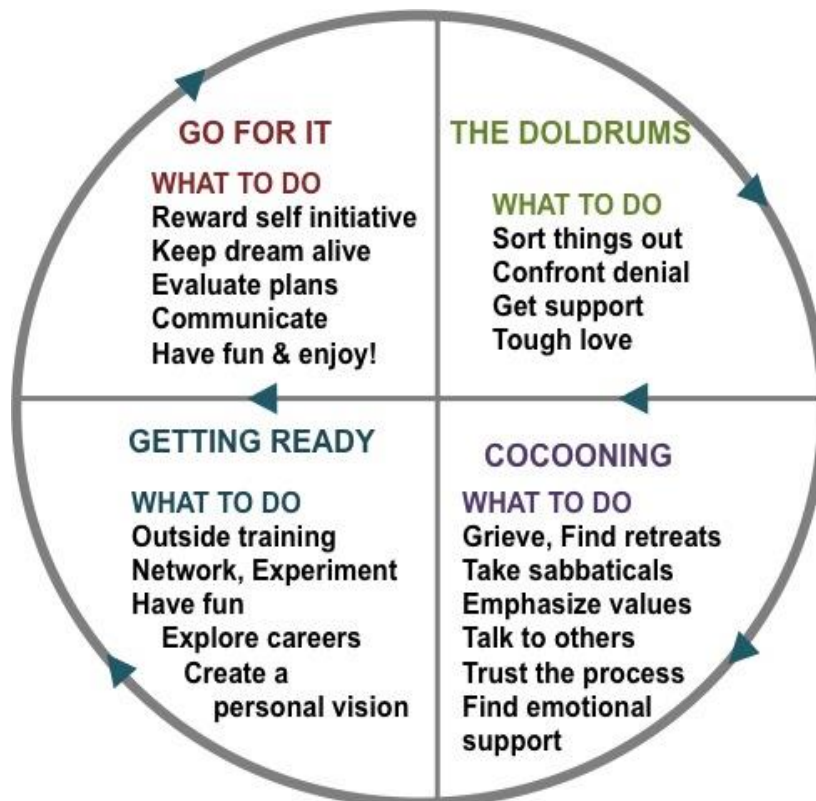 GO FOR IT
WHAT TO DO
Reward self initiative
Keep dream alive
Evaluate plans
Communicate
Have fun & enjoy!
THE DOLDRUMS
WHAT TO DO
Sort things out
Confront denial
Get support
Tough love
GETTING READY
WHAT TO DO
Outside training
Network, Experiment
Have fun
Explore careers
Create a
personal vision
COCOONING
WHAT TO DO
Grieve, Find retreats
Take sabbaticals
Emphasize values
Talk to others
Trust the process
Find emotional
support